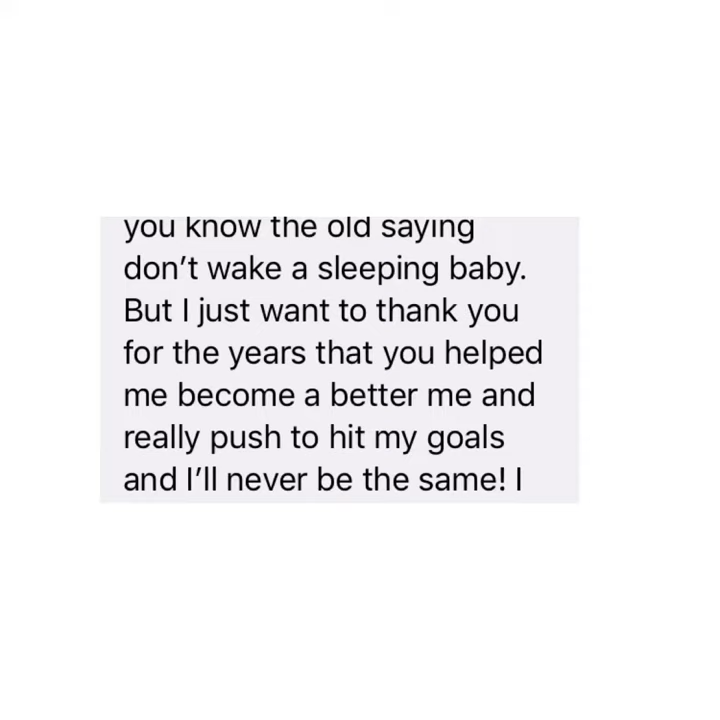 you know the old saying
don’t wake a sleeping baby.
But I just want to thank you
for the years that you helped
me become a better me and
really push to hit my goals
and I’ll never be the same! I